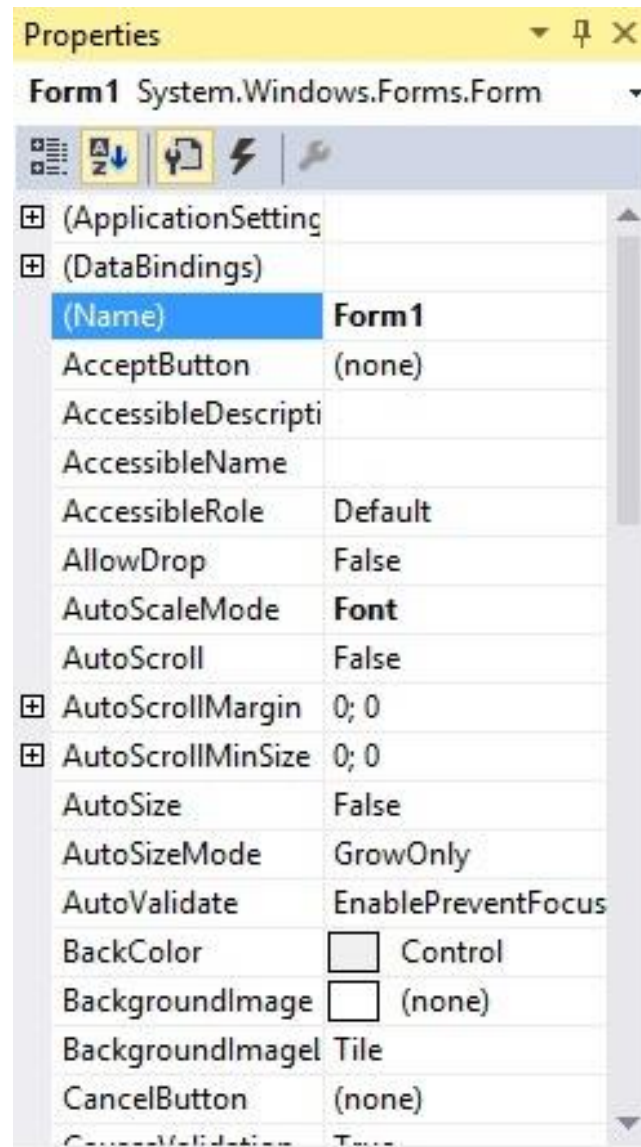 Properties
Form1 System.Windows.Forms.Form
(ApplicationSetting
(DataBindings)
(Name) Form1
AcceptButton (none)
AccessibleDescripti
AccessibleName
AccessibleRole Default
AllowDrop False
AutoScaleMode Font
AutoScroll False
AutoScrollMargin 0; 0
AutoScrollMinSize 0; 0
AutoSize False
AutoSizeMode GrowOnly
AutoValidate EnablePreventFocus
BackColor Control
BackgroundImage (none)
BackgroundImageL Tile
CancelButton (none)